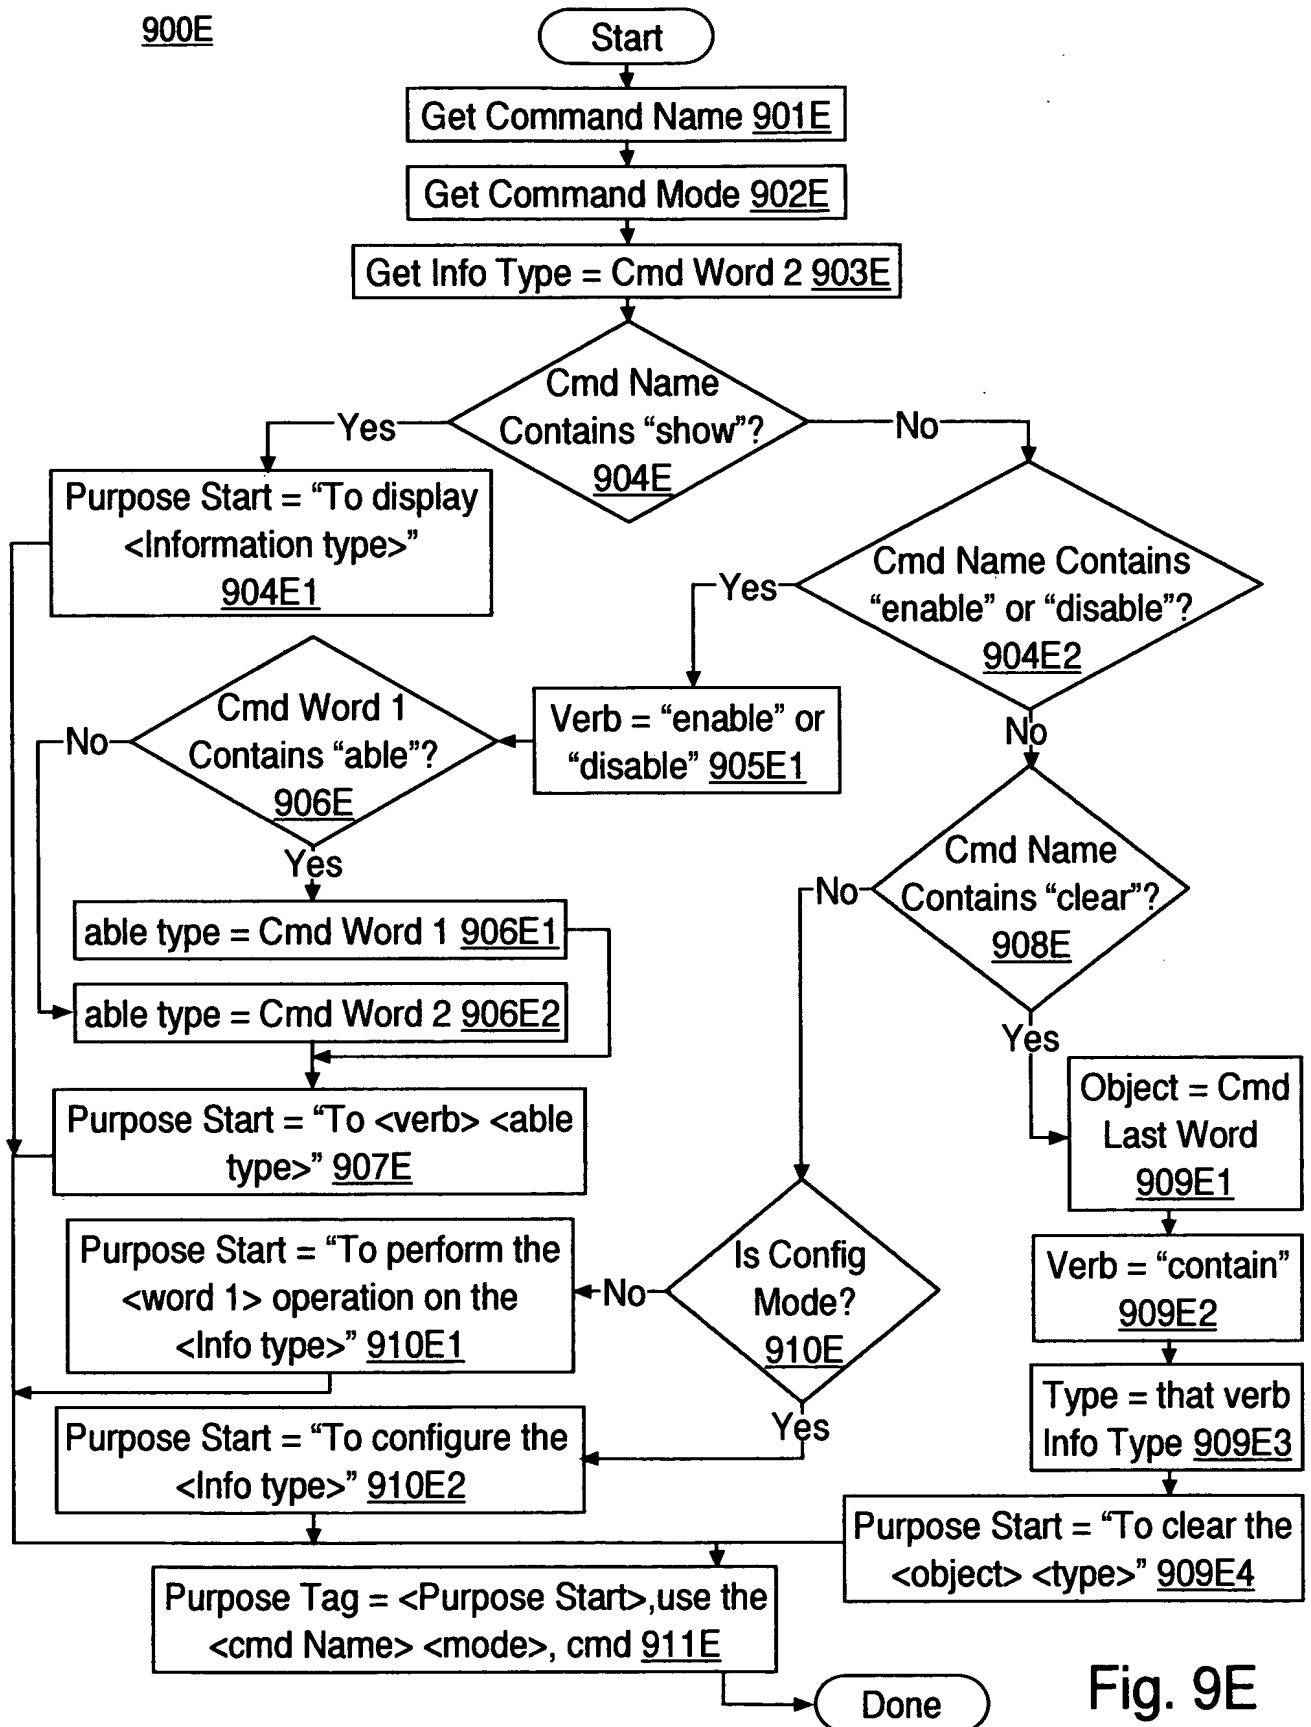 900E
Start
Get Command Name 901E
Get Command Mode 902E
Get Info Type = Cmd Word 2 903E
Cmd Name
Contains “show”?
904E
Yes
No
Purpose Start = “To display
<Information type>”
904E1
Cmd Name Contains
“enable” or “disable”?
904E2
Yes
No
Verb = “enable” or
“disable” 905E1
Cmd Word 1
Contains “able”?
906E
No
Yes
able type = Cmd Word 1 906E1
able type = Cmd Word 2 906E2
Purpose Start = “To <verb> <able
type>” 907E
Cmd Name
Contains “clear”?
908E
No
Yes
Object = Cmd
Last Word
909E1
Verb = “contain”
909E2
Type = that verb
Info Type 909E3
Purpose Start = “To clear the
<object> <type>” 909E4
Is Config
Mode?
910E
No
Yes
Purpose Start = “To perform the
<word 1> operation on the
<Info type>” 910E1
Purpose Start = “To configure the
<Info type>” 910E2
Purpose Tag = <Purpose Start>,use the
<cmd Name> <mode>, cmd 911E
Done
Fig. 9E